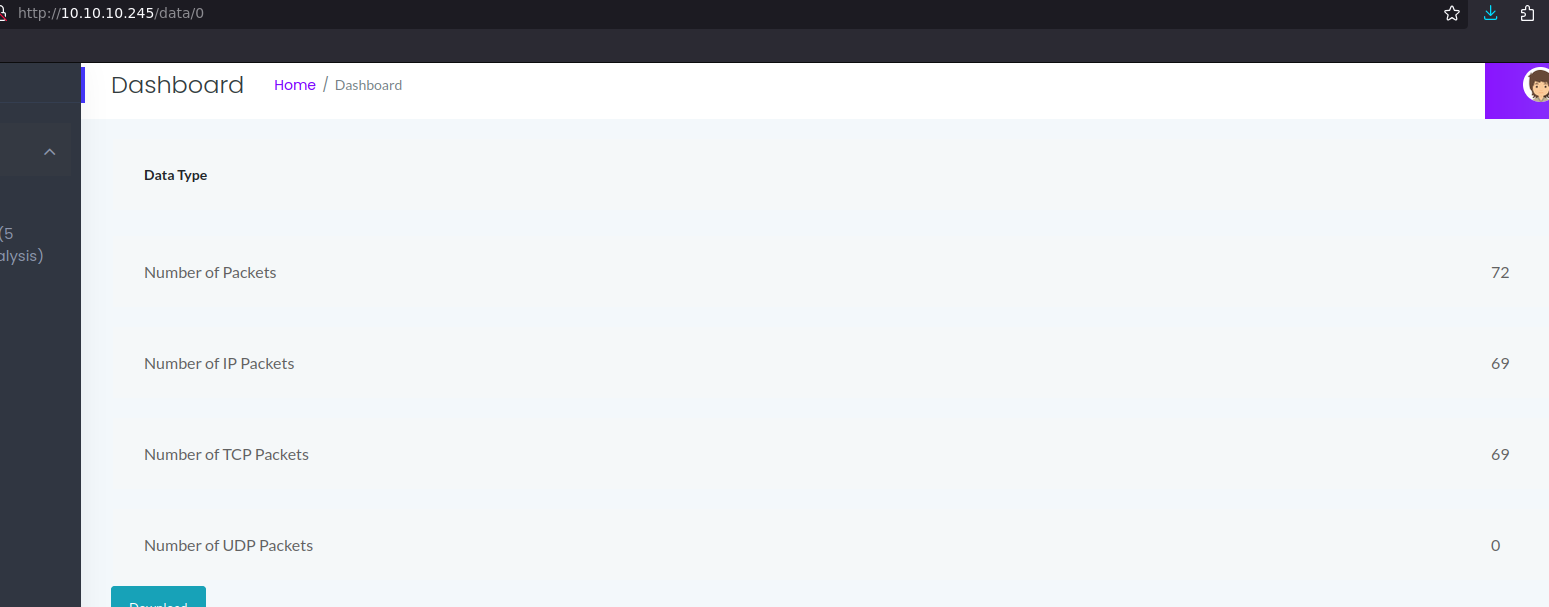 http://10.10.10.245/data/0
Dashboard Home / Dashboard
Data Type
(5
alysis)
Number of Packets 72
Number of IP Packets 69
Number of TCP Packets 69
Number of UDP Packets 0
Download